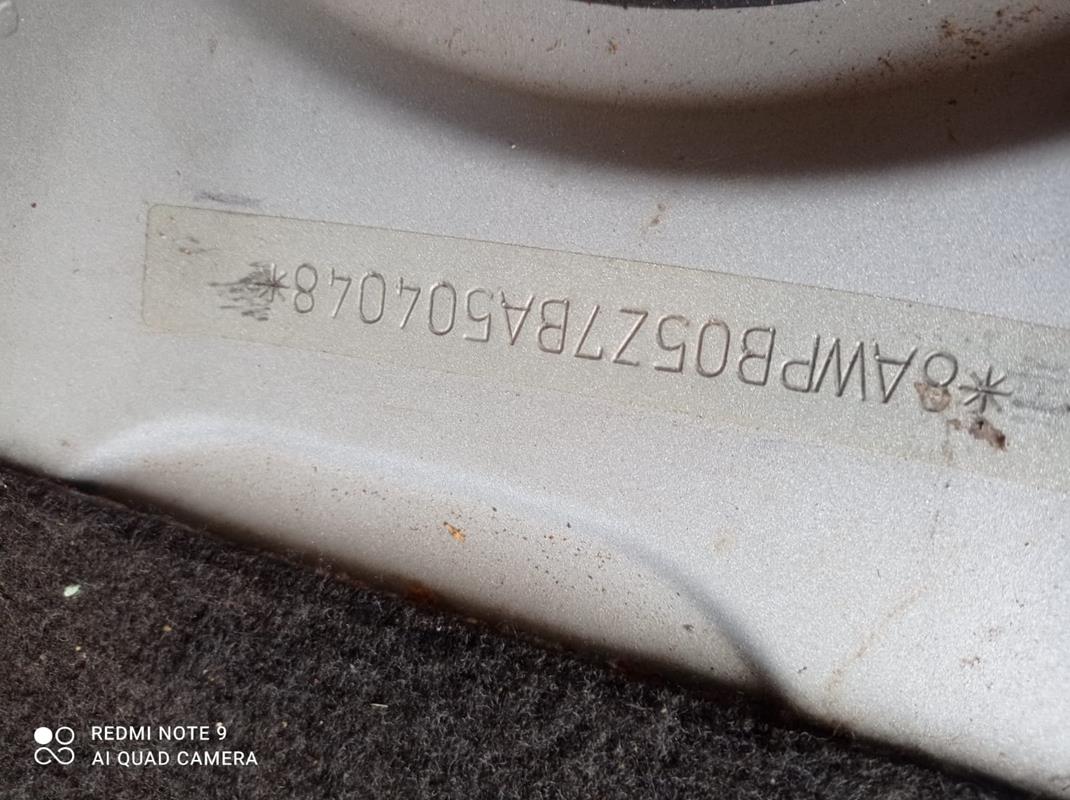 *8AWPB05Z7BA504048*
REDMI NOTE 9
AI QUAD CAMERA